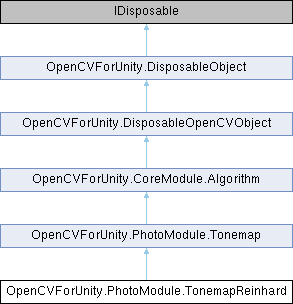 IDisposable
OpenCVForUnity.DisposableObject
OpenCVForUnity.DisposableOpenCVObject
OpenCVForUnity.CoreModule.Algorithm
OpenCVForUnity.PhotoModule.Tonemap
OpenCVForUnity.PhotoModule.TonemapReinhard